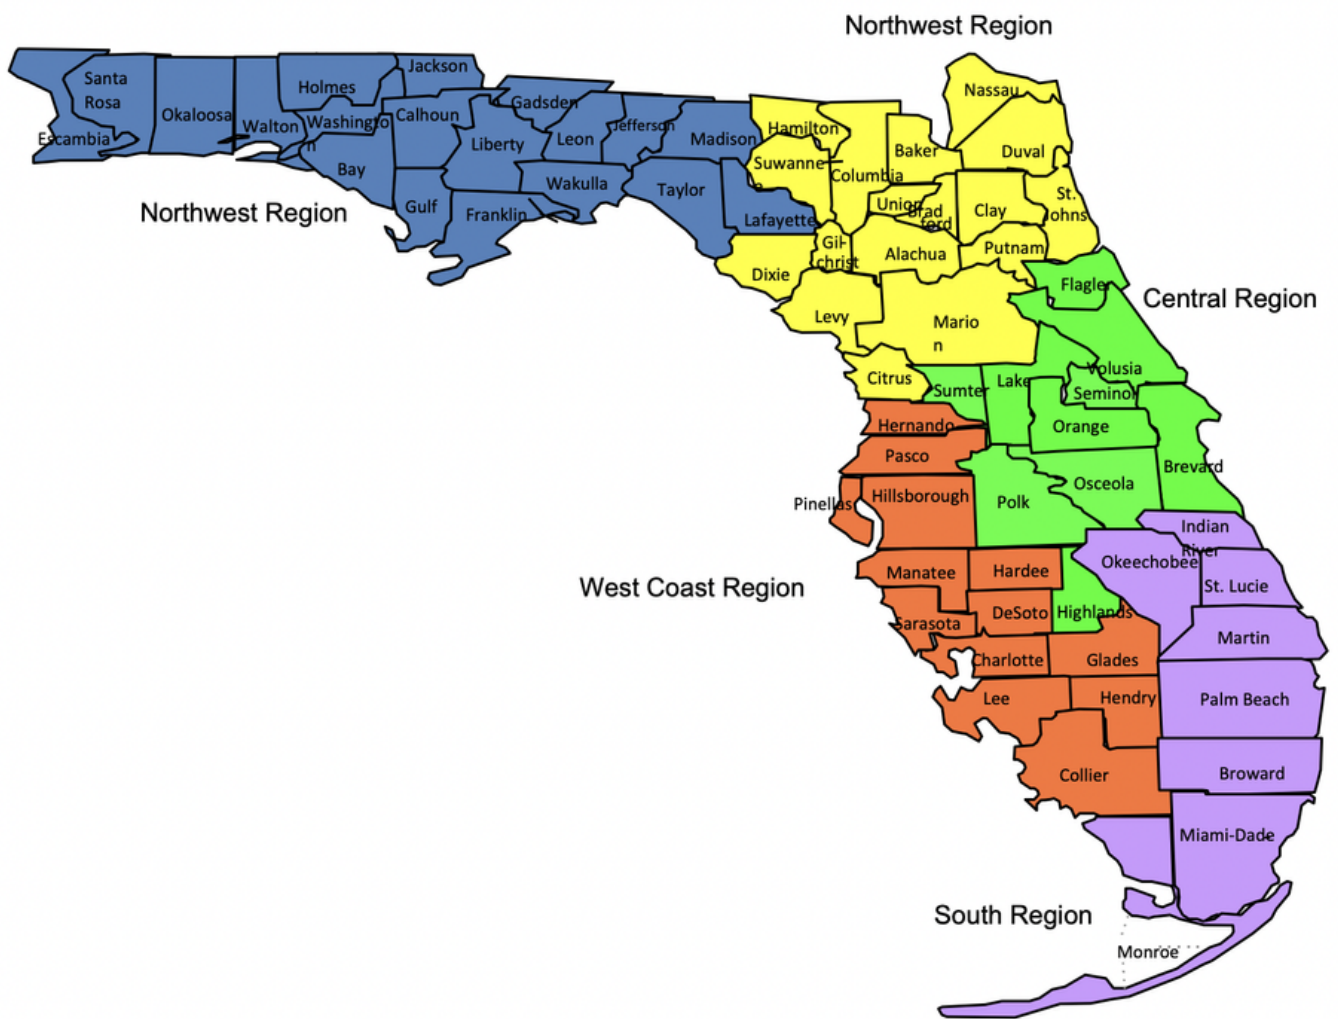 Northwest Region
Northwest Region
Central Region
West Coast Region
South Region
Escambia
Santa
Rosa
Okaloosa
Walton
Holmes
Washingto
n
Jackson
Bay
Calhoun
Gulf
Liberty
Franklin
Gadsden
Leon
Wakulla
Jefferson
Madison
Taylor
Lafayette
Hamilton
Suwanne
e
Columbia
Baker
Nassau
Duval
Union
Brad
ford
Clay
St.
Johns
Gil-
christ
Alachua
Putnam
Dixie
Levy
Mario
n
Citrus
Flagler
Volusia
Sumter
Lake
Seminol
Orange
Brevard
Osceola
Polk
Highlands
Hernando
Pasco
Pinellas
Hillsborough
Manatee
Hardee
Sarasota
DeSoto
Charlotte
Glades
Lee
Hendry
Collier
Indian
River
Okeechobee
St. Lucie
Martin
Palm Beach
Broward
Miami-Dade
Monroe